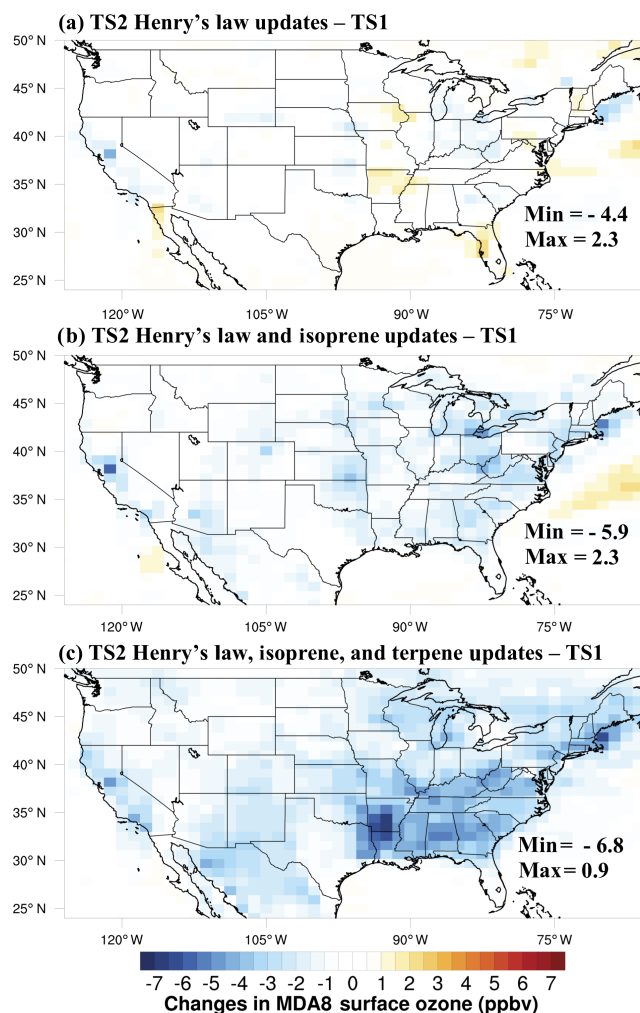 (a) TS2 Henry's law updates – TS1
50° N
45° N
40° N
35° N
30° N
25° N
Min = - 4.4
Max = 2.3
120°W 105°W 90°W 75°W
(b) TS2 Henry's law and isoprene updates – TS1
50° N
45° N
40° N
35° N
30° N
25° N
Min = - 5.9
Max = 2.3
120°W 105°W 90°W 75°W
(c) TS2 Henry's law, isoprene, and terpene updates – TS1
50° N
45° N
40° N
35° N
30° N
25° N
Min= - 6.8
Max= 0.9
120°W 105°W 90°W 75°W
-7 -6 -5 -4 -3 -2 -1 0 1 2 3 4 5 6 7
Changes in MDA8 surface ozone (ppbv)